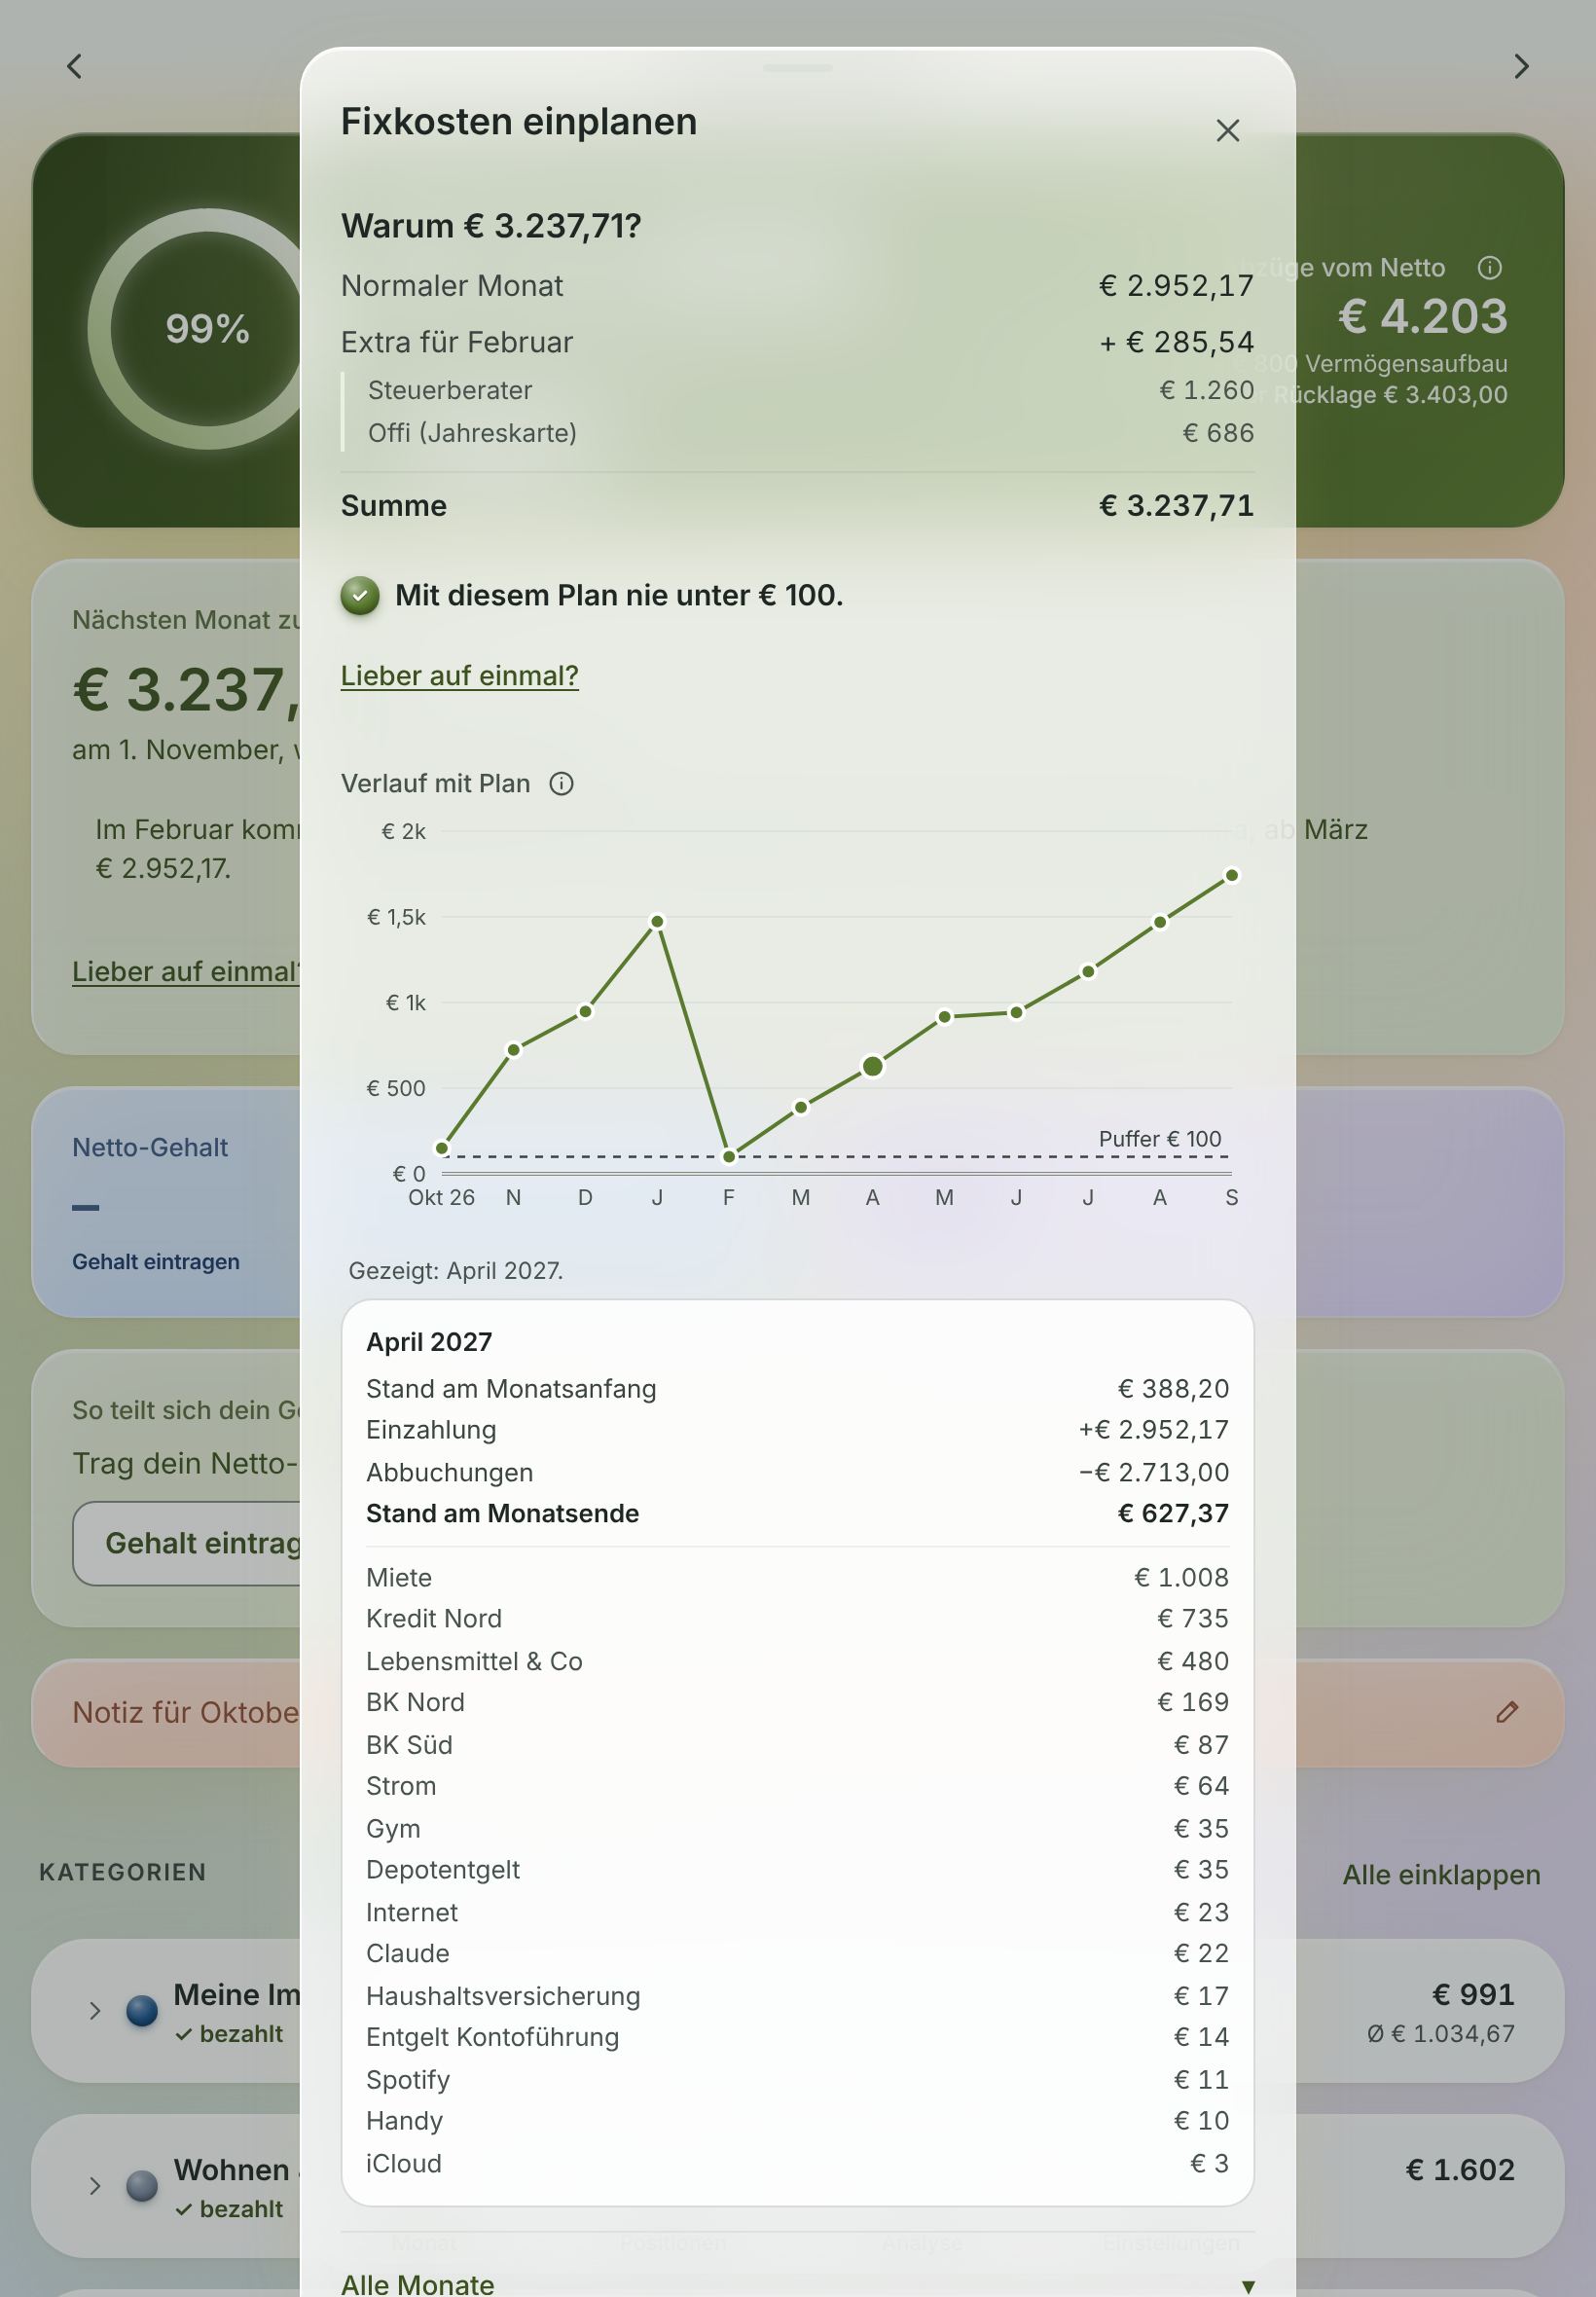 Fixkosten einplanen
Warum € 3.237,71?
Normaler Monat € 2.952,17
Extra für Februar + € 285,54
Steuerberater € 1.260
Offi (Jahreskarte) € 686
Summe € 3.237,71
Mit diesem Plan nie unter € 100.
Lieber auf einmal?
Verlauf mit Plan
€ 2k
€ 1,5k
€ 1k
€ 500
Puffer € 100
€ 0
Okt 26 N D J F M A M J J A S
Gezeigt: April 2027.
April 2027
Stand am Monatsanfang € 388,20
Einzahlung +€ 2.952,17
Abbuchungen −€ 2.713,00
Stand am Monatsende € 627,37
Miete € 1.008
Kredit Nord € 735
Lebensmittel & Co € 480
BK Nord € 169
BK Süd € 87
Strom € 64
Gym € 35
Depotentgelt € 35
Internet € 23
Claude € 22
Haushaltsversicherung € 17
Entgelt Kontoführung € 14
Spotify € 11
Handy € 10
iCloud € 3
Monat Positionen Analyse Einstellungen
Alle Monate ▼
99%
vom Netto
€ 4.203
800 Vermögensaufbau
Rücklage € 3.403,00
Nächsten Monat
€ 3.237,
am 1. November,
Im Februar
ab März
€ 2.952,17.
Lieber auf einmal?
Netto-Gehalt
–
Gehalt eintragen
So teilt sich dein
Trag dein Netto-
Gehalt
Notiz für
KATEGORIEN
Alle einklappen
Meine
€ 991
✓ bezahlt
Ø € 1.034,67
Wohnen
€ 1.602
✓ bezahlt